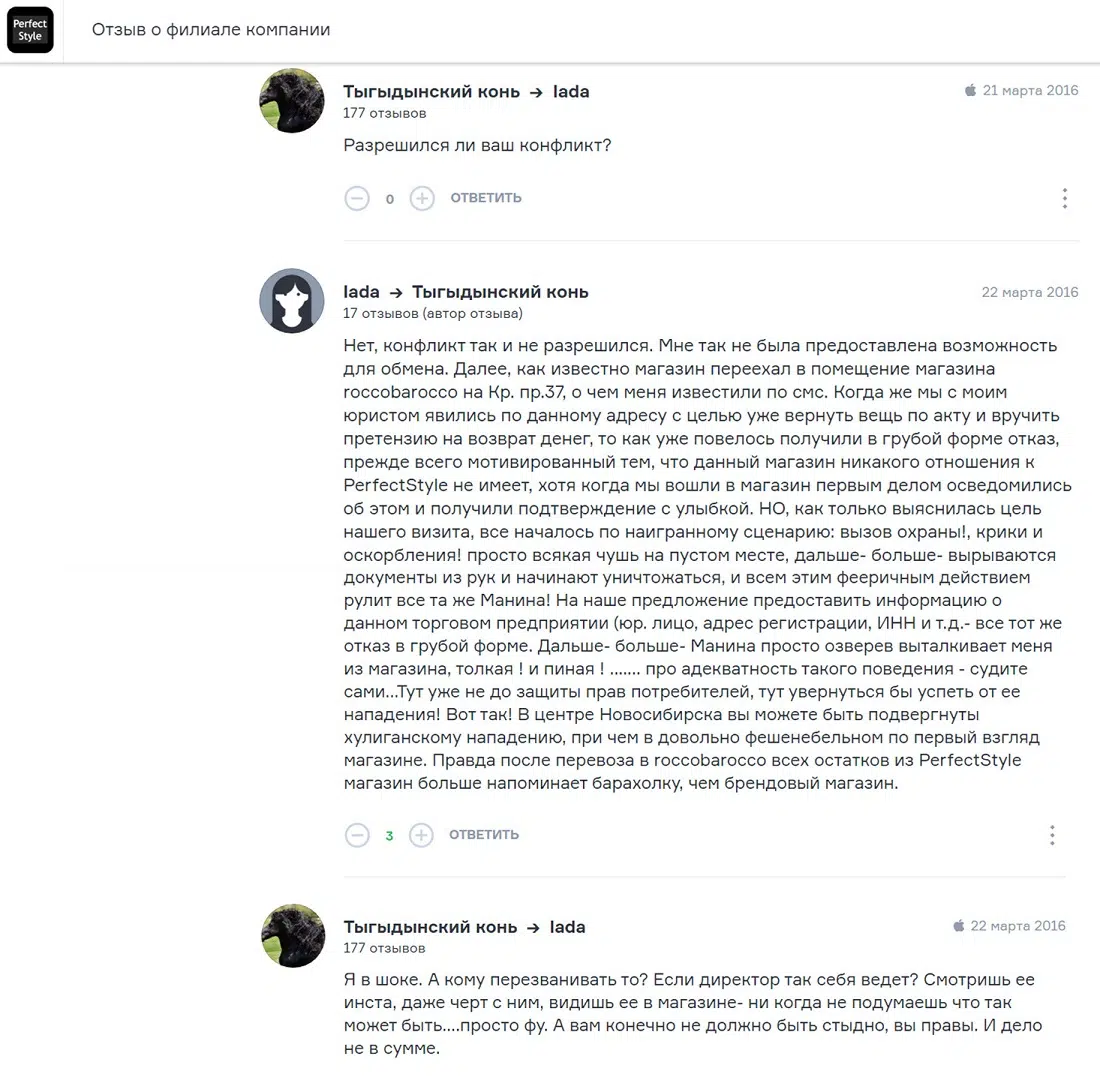 Perfect
Style
Отзыв о филиале компании
Тыгыдынский конь → lada
21 марта 2016
177 отзывов
Разрешился ли ваш конфликт?
0
ОТВЕТИТЬ
lada → Тыгыдынский конь
22 марта 2016
17 отзывов (автор отзыва)
Нет, конфликт так и не разрешился. Мне так не была предоставлена возможность
для обмена. Далее, как известно магазин переехал в помещение магазина
roccobarocco на Кр. пр.37, о чем меня известили по смс. Когда же мы с моим
юристом явились по данному адресу с целью уже вернуть вещь по акту и вручить
претензию на возврат денег, то как уже повелось получили в грубой форме отказ,
прежде всего мотивированный тем, что данный магазин никакого отношения к
PerfectStyle не имеет, хотя когда мы вошли в магазин первым делом осведомились
об этом и получили подтверждение с улыбкой. НО, как только выяснилась цель
нашего визита, все началось по наигранному сценарию: вызов охраны!, крики и
оскорбления! просто всякая чушь на пустом месте, дальше- больше- вырываются
документы из рук и начинают уничтожаться, и всем этим фееричным действием
рулит все та же Манина! На наше предложение предоставить информацию о
данном торговом предприятии (юр. лицо, адрес регистрации, ИНН и т.д.- все тот же
отказ в грубой форме. Дальше- больше- Манина просто озверев выталкивает меня
из магазина, толкая ! и пиная ! ....... про адекватность такого поведения - судите
сами...Тут уже не до защиты прав потребителей, тут увернуться бы успеть от ее
нападения! Вот так! В центре Новосибирска вы можете быть подвергнуты
хулиганскому нападению, при чем в довольно фешенебельном по первый взгляд
магазине. Правда после перевоза в roccobarocco всех остатков из PerfectStyle
магазин больше напоминает барахолку, чем брендовый магазин.
3
ОТВЕТИТЬ
Тыгыдынский конь → lada
22 марта 2016
177 отзывов
Я в шоке. А кому перезванивать то? Если директор так себя ведет? Смотришь ее
инста, даже черт с ним, видишь ее в магазине- ни когда не подумаешь что так
может быть....просто фу. А вам конечно не должно быть стыдно, вы правы. И дело
не в сумме.